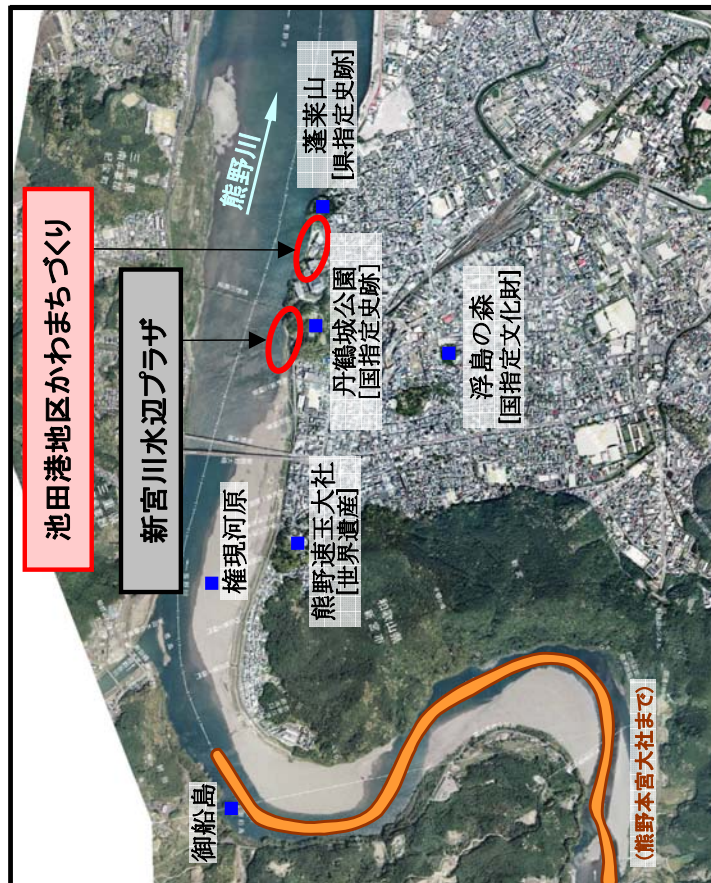 池田港地区かわまちづくり
新宮川水辺プラザ
熊野川
蓬莱山
[県指定史跡]
丹鶴城公園
[国指定史跡]
浮島の森
[国指定文化財]
権現河原
熊野速玉大社
[世界遺産]
御船島
(熊野本宮大社まで)